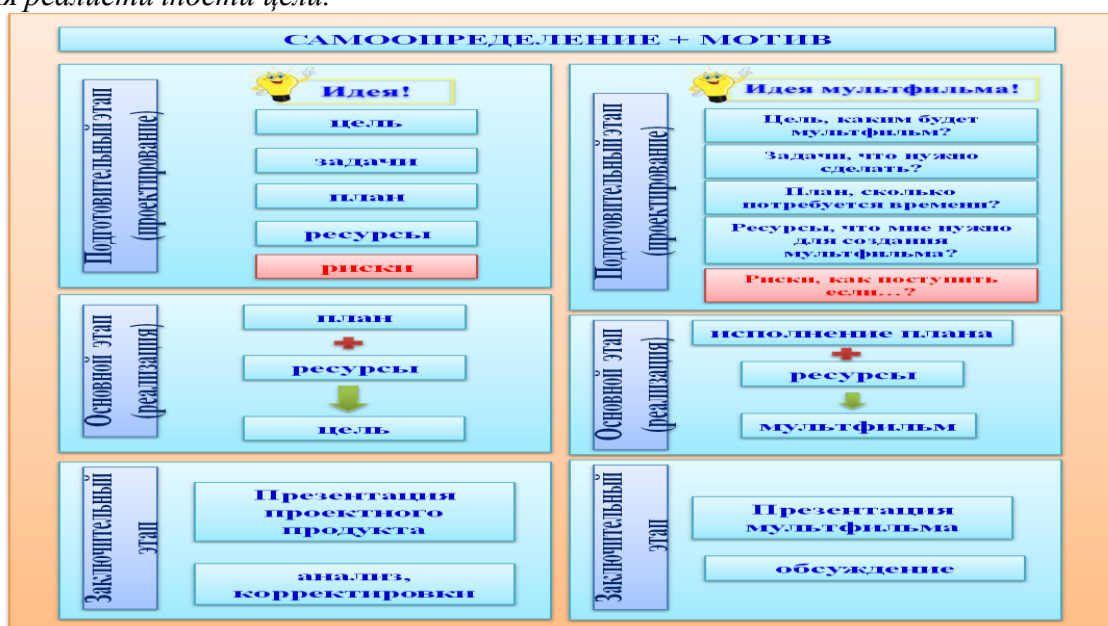 реалистичности цели.
САМООПРЕДЕЛЕНИЕ + МОТИВ
Подготовительный этап
(проектирование)
Идея!
цель
задачи
план
ресурсы
риски
Основной этап
(реализация)
план
ресурсы
цель
Заключительный
этап
Презентация
проектного
продукта
анализ,
корректировки
Подготовительный этап
(проектирование)
Идея мультфильма!
Цель, каким будет
мультфильм?
Задачи, что нужно
сделать?
План, сколько
потребуется времени?
Ресурсы, что мне нужно
для создания
мультфильма?
Риски, как поступить
если...?
Основной этап
(реализация)
исполнение плана
ресурсы
мультфильм
Заключительный
этап
Презентация
мультфильма
обсуждение